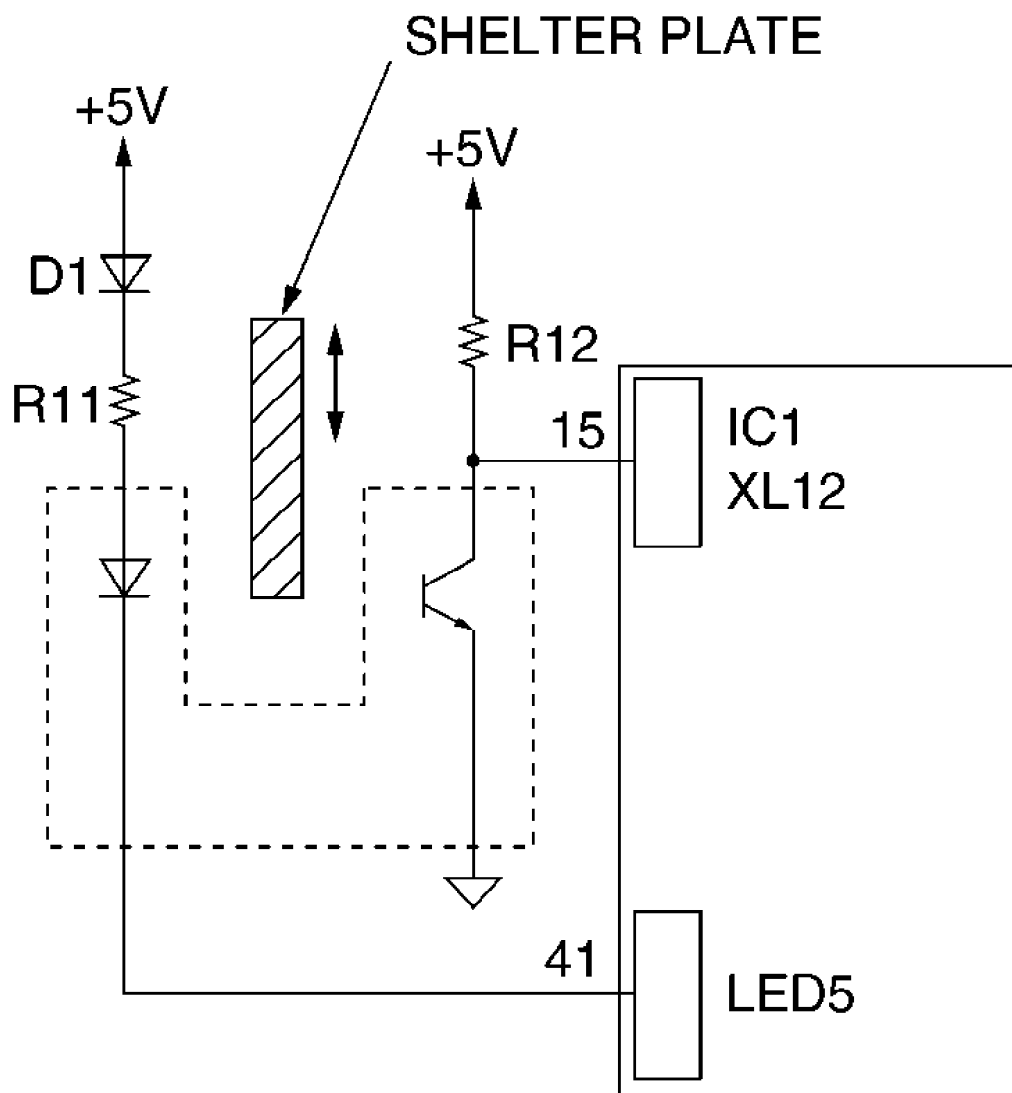 SHELTER PLATE
+5V
+5V
D1
R12
R11
15
IC1
XL12
41
LED5